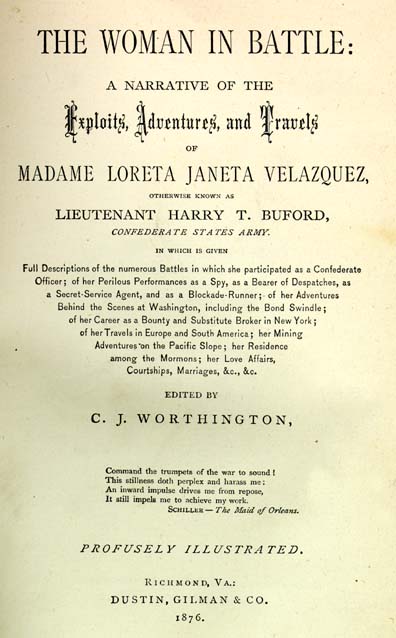 THE WOMAN IN BATTLE:
A NARRATIVE OF THE
Exploits, Adventures, and Travels
OF
MADAME LORETA JANETA VELAZQUEZ,
OTHERWISE KNOWN AS
LIEUTENANT HARRY T. BUFORD,
CONFEDERATE STATES ARMY.
IN WHICH IS GIVEN
Full Descriptions of the numerous Battles in which she participated as a Confederate
Officer; of her Perilous Performances as a Spy, as a Bearer of Despatches, as
a Secret-Service Agent, and as a Blockade-Runner; of her Adventures
Behind the Scenes at Washington, including the Bond Swindle;
of her Career as a Bounty and Substitute Broker in New York;
of her Travels in Europe and South America; her Mining
Adventures on the Pacific Slope; her Residence
among the Mormons; her Love Affairs,
Courtships, Marriages, &c., &c.
EDITED BY
C. J. WORTHINGTON,
Command the trumpets of the war to sound!
This stillness doth perplex and harass me:
An inward impulse drives me from repose,
It still impels me to achieve my work.
SCHILLER — The Maid of Orleans.
PROFUSELY ILLUSTRATED.
RICHMOND, VA.:
DUSTIN, GILMAN & CO.
1876.